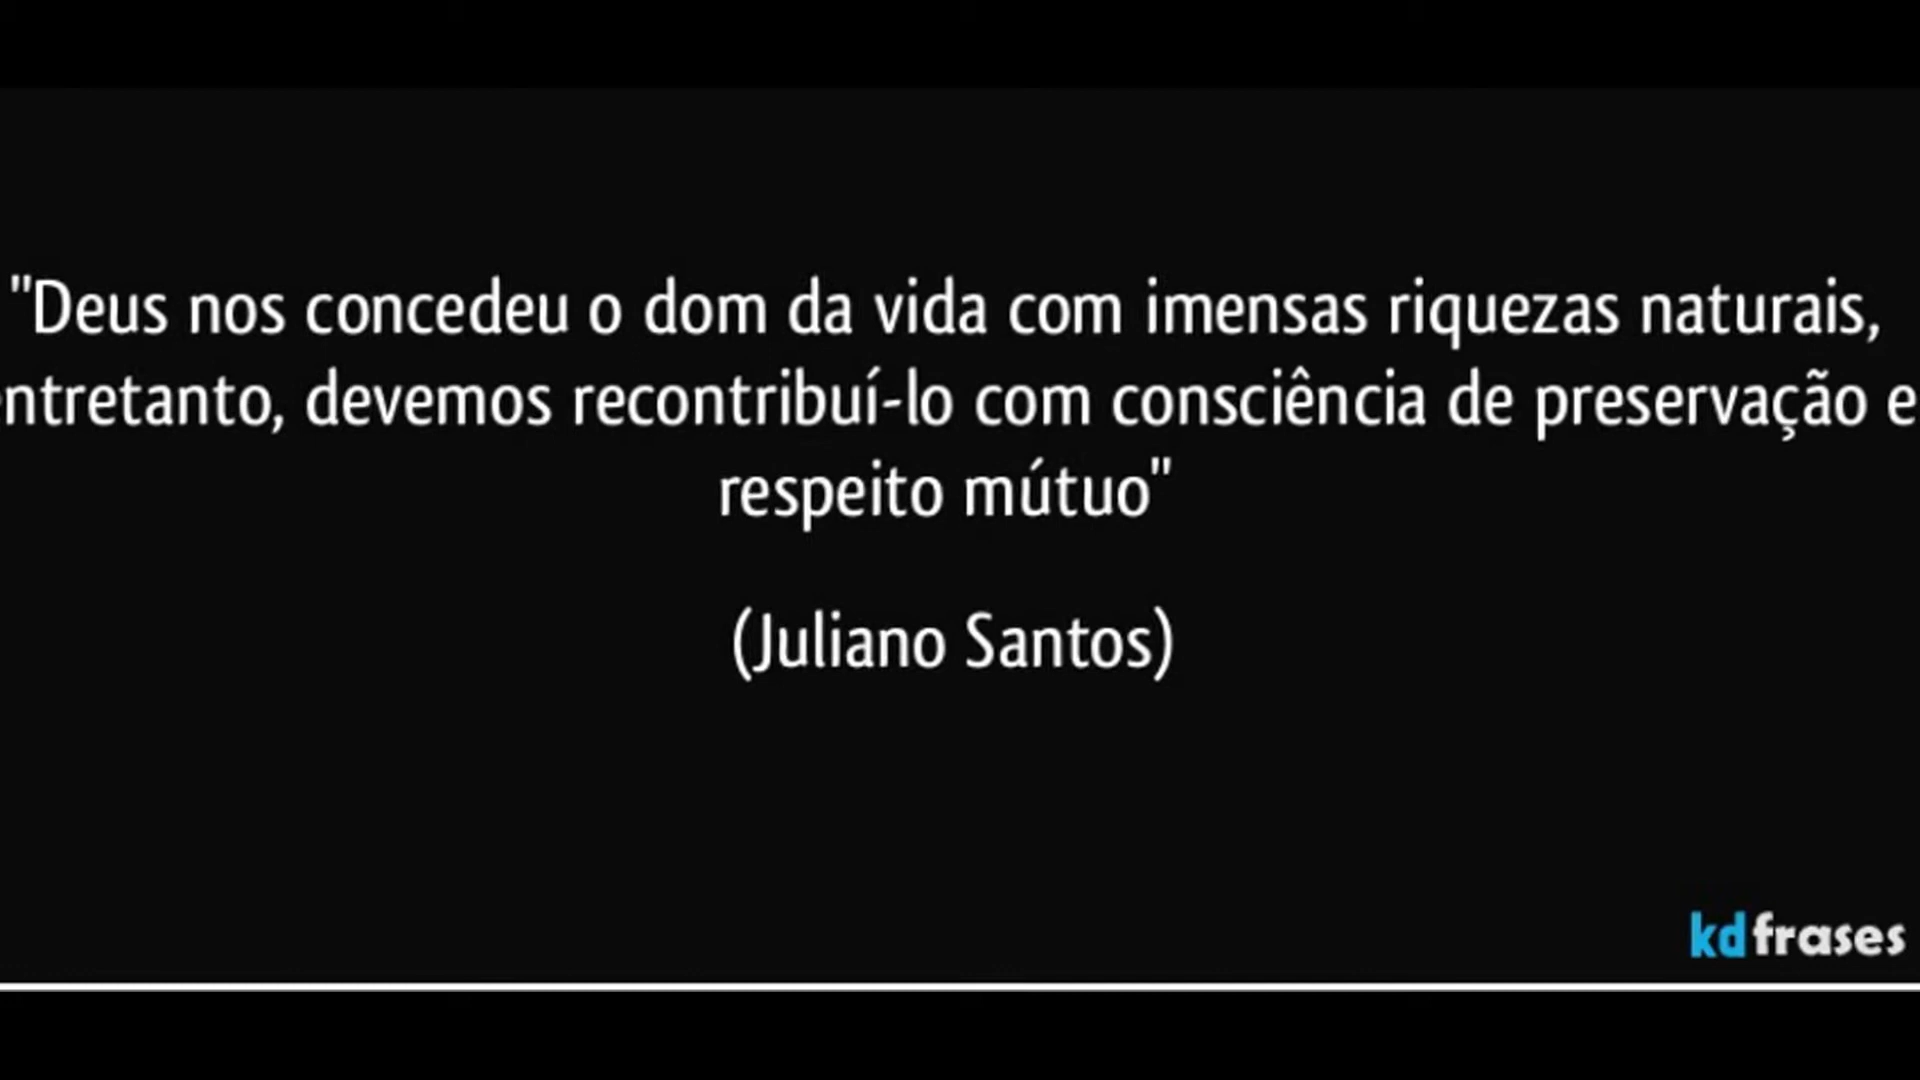 "Deus nos concedeu o dom da vida com imensas riquezas naturais,
entretanto, devemos recontribuí-lo com consciência de preservação e
respeito mútuo"
(Juliano Santos)
kdfrases